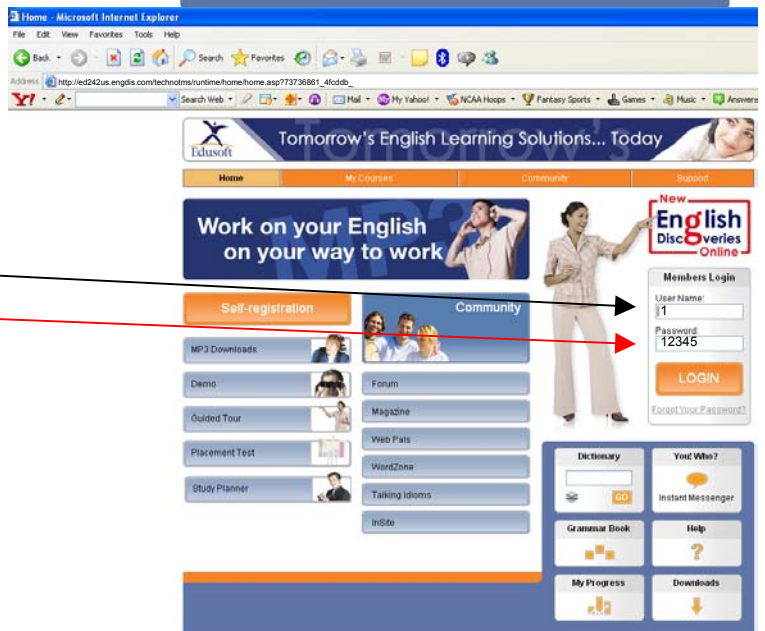 Home - Microsoft Internet Explorer
File Edit View Favorites Tools Help
Back Search Favorites
Address http://ed242us.engdis.com/technotms/runtime/home/home.asp?73736861_4fcddb_
Y! Search Web Mail My Yahoo! NCAA Hoops Fantasy Sports Games Music Answers
Edusoft Tomorrow's English Learning Solutions... Today
Home My Courses Community Support
Work on your English
on your way to work
MP3
New
English
Discoveries
Online
Members Login
User Name:
1
Password:
12345
LOGIN
Forgot Your Password?
Self-registration
MP3 Downloads
Demo
Guided Tour
Placement Test
Study Planner
Community
Forum
Magazine
Web Pals
WordZone
Talking Idioms
InSite
Dictionary
GO
You! Who?
Instant Messenger
Grammar Book
Help
?
My Progress
Downloads